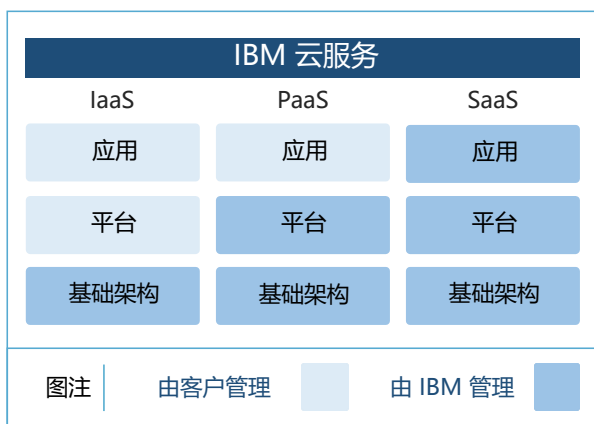 IBM 云服务
IaaS PaaS SaaS
应用 应用 应用
平台 平台 平台
基础架构 基础架构 基础架构
图注 由客户管理 由 IBM 管理